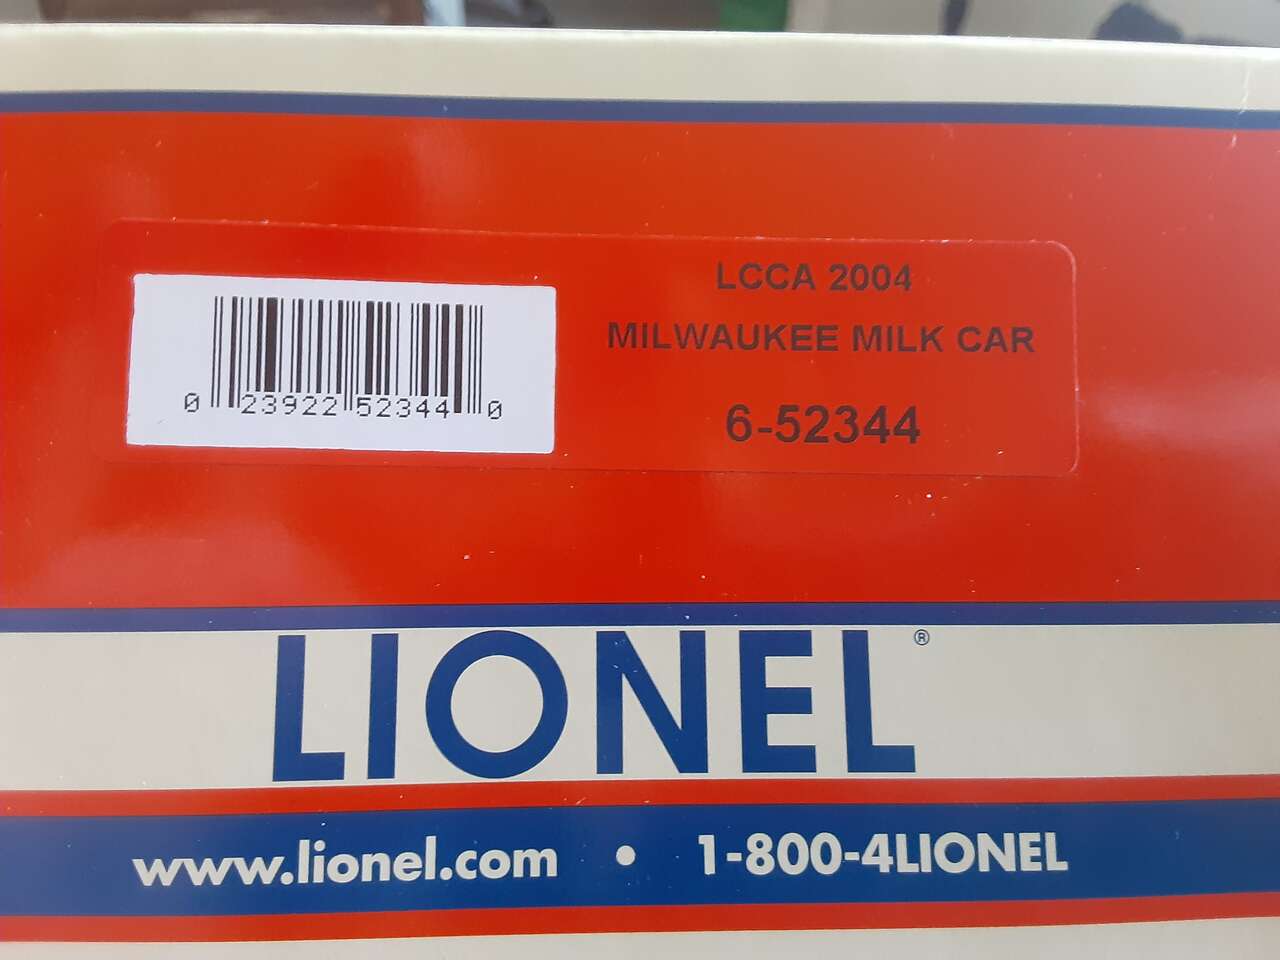 LCCA 2004
MILWAUKEE MILK CAR
6-52344
0 23922 52344 0
LIONEL®
www.lionel.com • 1-800-4LIONEL